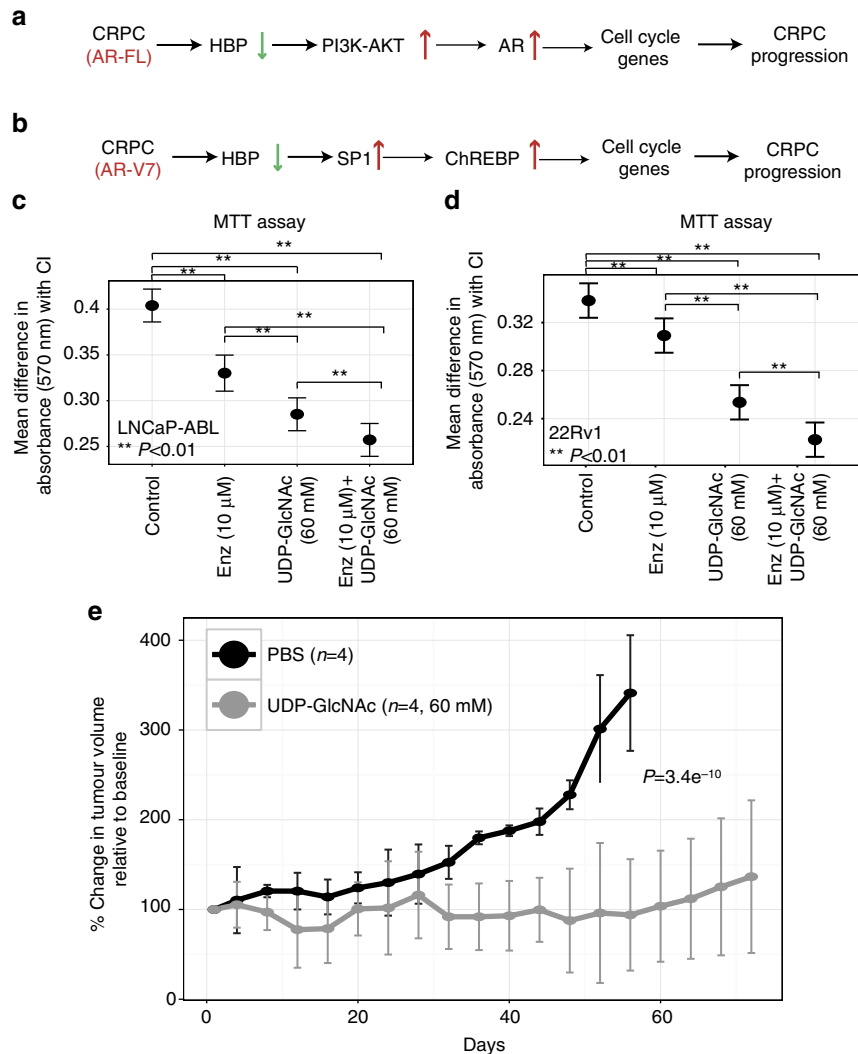 a
CRPC
(AR-FL)
HBP
PI3K-AKT
AR
Cell cycle
genes
CRPC
progression
b
CRPC
(AR-V7)
HBP
SP1
ChREBP
Cell cycle
genes
CRPC
progression
c
MTT assay
**
**
**
**
**
**
Mean difference in
absorbance (570 nm) with CI
0.4
0.35
0.30
0.25
LNCaP-ABL
** P<0.01
Control
Enz (10 µM)
UDP-GlcNAc
(60 mM)
Enz (10 µM)+
UDP-GlcNAc
(60 mM)
d
MTT assay
**
**
**
**
**
**
Mean difference in
absorbance (570 nm) with CI
0.32
0.28
0.24
22Rv1
** P<0.01
Control
Enz (10 µM)
UDP-GlcNAc
(60 mM)
Enz (10 µM)+
UDP-GlcNAc
(60 mM)
e
% Change in tumour volume
relative to baseline
400
300
200
100
0
PBS (n=4)
UDP-GlcNAc (n=4, 60 mM)
P=3.4e−10
0
20
40
60
Days